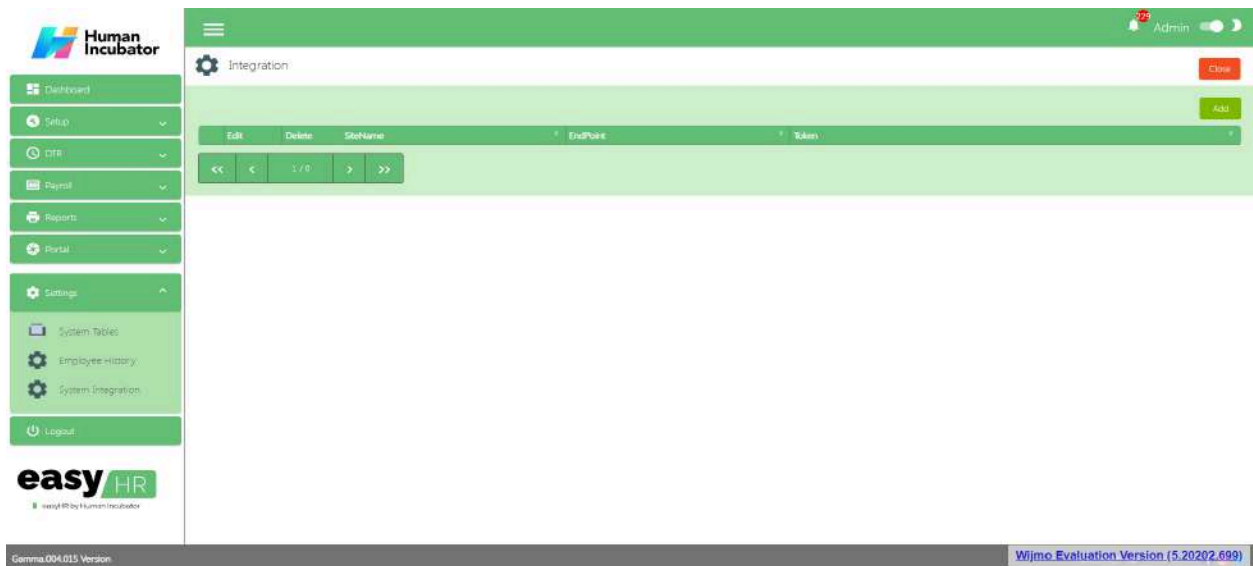 Human
Incubator
229
Admin
Integration
Close
Dashboard
Add
Setup
Edit Delete SiteName EndPoint Token
DTR
<< < 1 / 0 > >>
Payroll
Reports
Portal
Settings
System Tables
Employee History
System Integration
Logout
easy HR
easyHR by Human Incubator
Gamma.004.015 Version
Wijmo Evaluation Version (5.20202.699)